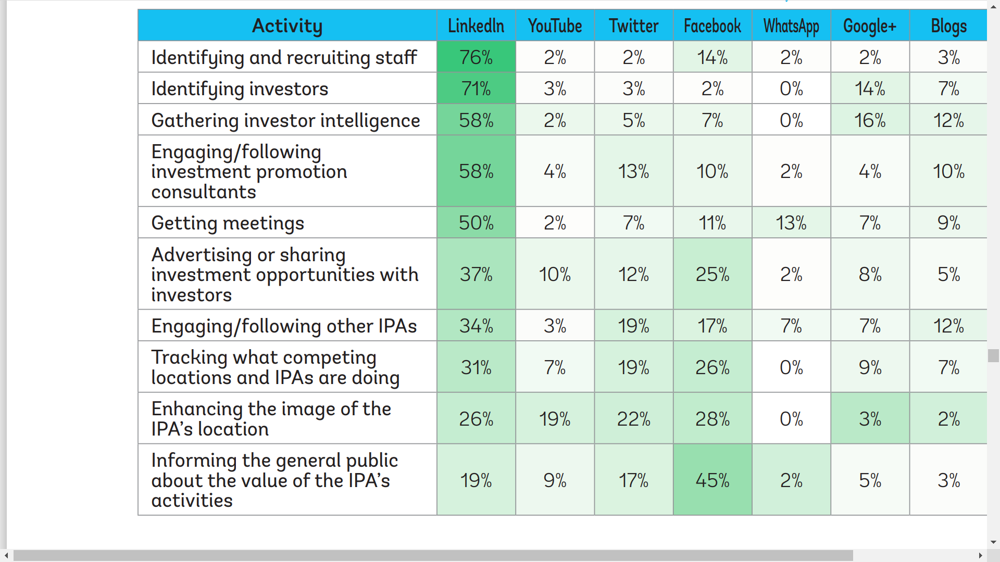 Activity LinkedIn YouTube Twitter Facebook WhatsApp Google+ Blogs
Identifying and recruiting staff 76% 2% 2% 14% 2% 2% 3%
Identifying investors 71% 3% 3% 2% 0% 14% 7%
Gathering investor intelligence 58% 2% 5% 7% 0% 16% 12%
Engaging/following
investment promotion
consultants 58% 4% 13% 10% 2% 4% 10%
Getting meetings 50% 2% 7% 11% 13% 7% 9%
Advertising or sharing
investment opportunities with
investors 37% 10% 12% 25% 2% 8% 5%
Engaging/following other IPAs 34% 3% 19% 17% 7% 7% 12%
Tracking what competing
locations and IPAs are doing 31% 7% 19% 26% 0% 9% 7%
Enhancing the image of the
IPA's location 26% 19% 22% 28% 0% 3% 2%
Informing the general public
about the value of the IPA's
activities 19% 9% 17% 45% 2% 5% 3%